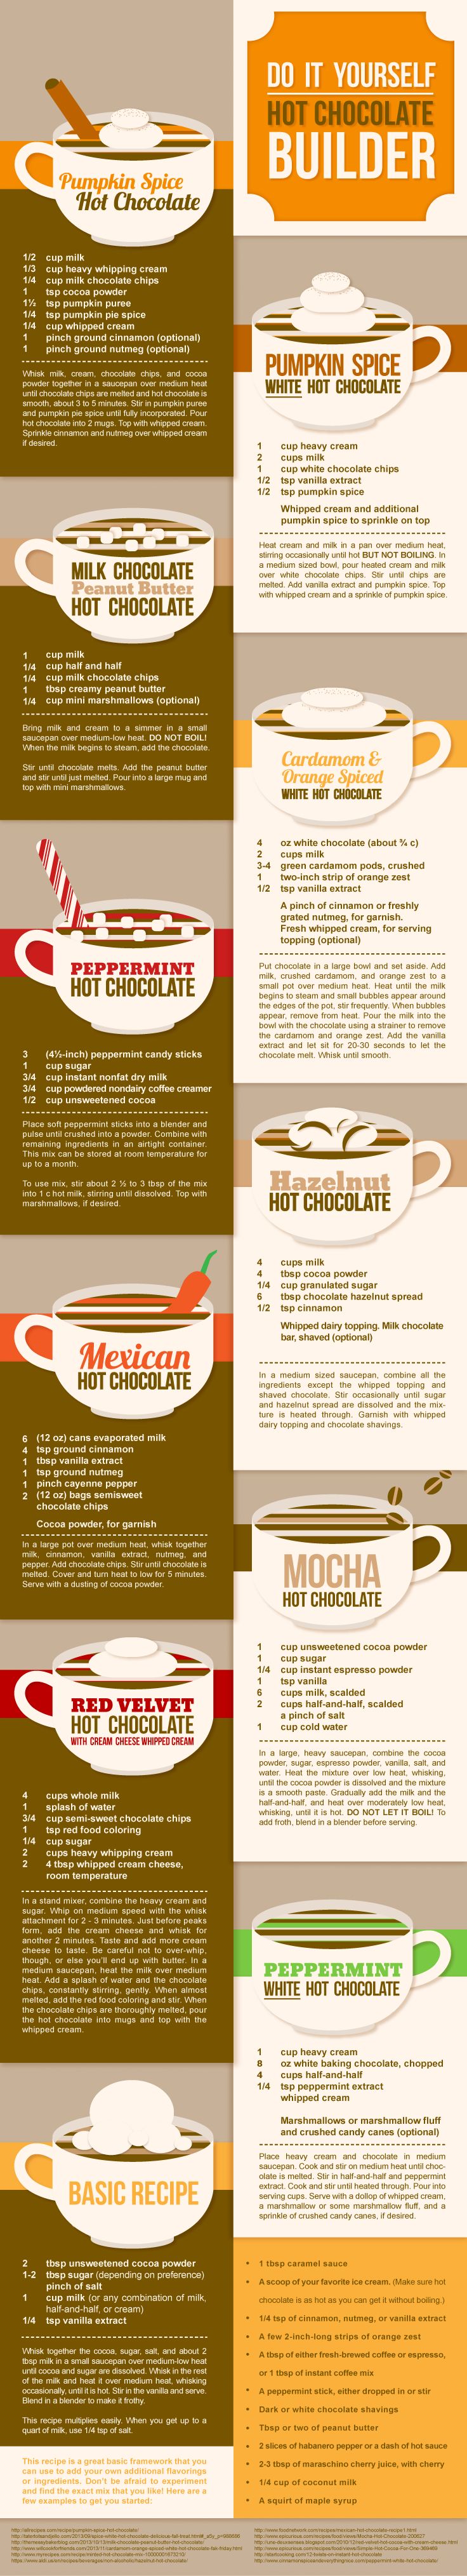 DO IT YOURSELF
HOT CHOCOLATE
BUILDER
Pumpkin Spice
Hot Chocolate
1/2 cup milk
1/3 cup heavy whipping cream
1/4 cup milk chocolate chips
1 tsp cocoa powder
1½ tsp pumpkin puree
1/4 tsp pumpkin pie spice
1/4 cup whipped cream
1 pinch ground cinnamon (optional)
1 pinch ground nutmeg (optional)
Whisk milk, cream, chocolate chips, and cocoa
powder together in a saucepan over medium heat
until chocolate chips are melted and hot chocolate is
smooth, about 3 to 5 minutes. Stir in pumpkin puree
and pumpkin pie spice until fully incorporated. Pour
hot chocolate into 2 mugs. Top with whipped cream.
Sprinkle cinnamon and nutmeg over whipped cream
if desired.
PUMPKIN SPICE
WHITE HOT CHOCOLATE
1 cup heavy cream
2 cups milk
1 cup white chocolate chips
1/2 tsp vanilla extract
1/2 tsp pumpkin spice
Whipped cream and additional
pumpkin spice to sprinkle on top
Heat cream and milk in a pan over medium heat,
stirring occasionally until hot BUT NOT BOILING. In
a medium sized bowl, pour heated cream and milk
over white chocolate chips. Stir until chips are
melted. Add vanilla extract and pumpkin spice. Top
with whipped cream and a sprinkle of pumpkin spice.
MILK CHOCOLATE
Peanut Butter
HOT CHOCOLATE
1 cup milk
1/4 cup half and half
1/4 cup milk chocolate chips
1 tbsp creamy peanut butter
1/4 cup mini marshmallows (optional)
Bring milk and cream to a simmer in a small
saucepan over medium-low heat. DO NOT BOIL!
When the milk begins to steam, add the chocolate.
Stir until chocolate melts. Add the peanut butter
and stir until just melted. Pour into a large mug and
top with mini marshmallows.
Cardamom &
Orange Spiced
WHITE HOT CHOCOLATE
4 oz white chocolate (about ¾ c)
2 cups milk
3-4 green cardamom pods, crushed
1 two-inch strip of orange zest
1/2 tsp vanilla extract
A pinch of cinnamon or freshly
grated nutmeg, for garnish.
Fresh whipped cream, for serving
topping (optional)
Put chocolate in a large bowl and set aside. Add
milk, crushed cardamom, and orange zest to a
small pot over medium heat. Heat until the milk
begins to steam and small bubbles appear around
the edges of the pot, stir frequently. When bubbles
appear, remove from heat. Pour the milk into the
bowl with the chocolate using a strainer to remove
the cardamom and orange zest. Add the vanilla
extract and let sit for 20-30 seconds to let the
chocolate melt. Whisk until smooth.
PEPPERMINT
HOT CHOCOLATE
3 (4½-inch) peppermint candy sticks
1 cup sugar
3/4 cup instant nonfat dry milk
3/4 cup powdered nondairy coffee creamer
1/2 cup unsweetened cocoa
Place soft peppermint sticks into a blender and
pulse until crushed into a powder. Combine with
remaining ingredients in an airtight container.
This mix can be stored at room temperature for
up to a month.
To use mix, stir about 2 ½ to 3 tbsp of the mix
into 1 c hot milk, stirring until dissolved. Top with
marshmallows, if desired.
Hazelnut
HOT CHOCOLATE
4 cups milk
4 tbsp cocoa powder
1/4 cup granulated sugar
6 tbsp chocolate hazelnut spread
1/2 tsp cinnamon
Whipped dairy topping. Milk chocolate
bar, shaved (optional)
In a medium sized saucepan, combine all the
ingredients except the whipped topping and
shaved chocolate. Stir occasionally until sugar
and hazelnut spread are dissolved and the mix-
ture is heated through. Garnish with whipped
dairy topping and chocolate shavings.
Mexican
HOT CHOCOLATE
6 (12 oz) cans evaporated milk
4 tsp ground cinnamon
1 tbsp vanilla extract
1 tsp ground nutmeg
1 pinch cayenne pepper
2 (12 oz) bags semisweet
chocolate chips
Cocoa powder, for garnish
In a large pot over medium heat, whisk together
milk, cinnamon, vanilla extract, nutmeg, and
pepper. Add chocolate chips. Stir until chocolate is
melted. Cover and turn heat to low for 5 minutes.
Serve with a dusting of cocoa powder.
MOCHA
HOT CHOCOLATE
1 cup unsweetened cocoa powder
1 cup sugar
1/4 cup instant espresso powder
1 tsp vanilla
6 cups milk, scalded
2 cups half-and-half, scalded
a pinch of salt
1 cup cold water
In a large, heavy saucepan, combine the cocoa
powder, sugar, espresso powder, vanilla, salt, and
water. Heat the mixture over low heat, whisking,
until the cocoa powder is dissolved and the mixture
is a smooth paste. Gradually add the milk and the
half-and-half, and heat over moderately low heat,
whisking, until it is hot. DO NOT LET IT BOIL! To
add froth, blend in a blender before serving.
RED VELVET
HOT CHOCOLATE
WITH CREAM CHEESE WHIPPED CREAM
4 cups whole milk
1 splash of water
3/4 cup semi-sweet chocolate chips
1 tsp red food coloring
1/4 cup sugar
2 cups heavy whipping cream
2 4 tbsp whipped cream cheese,
room temperature
In a stand mixer, combine the heavy cream and
sugar. Whip on medium speed with the whisk
attachment for 2 - 3 minutes. Just before peaks
form, add the cream cheese and whisk for
another 2 minutes. Taste and add more cream
cheese to taste. Be careful not to over-whip,
though, or else you'll end up with butter. In a
medium saucepan, heat the milk over medium
heat. Add a splash of water and the chocolate
chips, constantly stirring, gently. When almost
melted, add the red food coloring and stir. When
the chocolate chips are thoroughly melted, pour
the hot chocolate into mugs and top with the
whipped cream.
PEPPERMINT
WHITE HOT CHOCOLATE
1 cup heavy cream
8 oz white baking chocolate, chopped
4 cups half-and-half
1/4 tsp peppermint extract
whipped cream
Marshmallows or marshmallow fluff
and crushed candy canes (optional)
Place heavy cream and chocolate in medium
saucepan. Cook and stir on medium heat until choc-
olate is melted. Stir in half-and-half and peppermint
extract. Cook and stir until heated through. Pour into
serving cups. Serve with a dollop of whipped cream,
a marshmallow or some marshmallow fluff, and a
sprinkle of crushed candy canes, if desired.
BASIC RECIPE
2 tbsp unsweetened cocoa powder
1-2 tbsp sugar (depending on preference)
pinch of salt
1 cup milk (or any combination of milk,
half-and-half, or cream)
1/4 tsp vanilla extract
Whisk together the cocoa, sugar, salt, and about 2
tbsp milk in a small saucepan over medium-low heat
until cocoa and sugar are dissolved. Whisk in the rest
of the milk and heat it over medium heat, whisking
occasionally, until it is hot. Stir in the vanilla and serve.
Blend in a blender to make it frothy.
This recipe multiplies easily. When you get up to a
quart of milk, use 1/4 tsp of salt.
This recipe is a great basic framework that you
can use to add your own additional flavorings
or ingredients. Don't be afraid to experiment
and find the exact mix that you like! Here are a
few examples to get you started:
• 1 tbsp caramel sauce
• A scoop of your favorite ice cream. (Make sure hot
chocolate is as hot as you can get it without boiling.)
• 1/4 tsp of cinnamon, nutmeg, or vanilla extract
• A few 2-inch-long strips of orange zest
• A tbsp of either fresh-brewed coffee or espresso,
or 1 tbsp of instant coffee mix
• A peppermint stick, either dropped in or stir
• Dark or white chocolate shavings
• Tbsp or two of peanut butter
• 2 slices of habanero pepper or a dash of hot sauce
• 2-3 tbsp of maraschino cherry juice, with cherry
• 1/4 cup of coconut milk
• A squirt of maple syrup